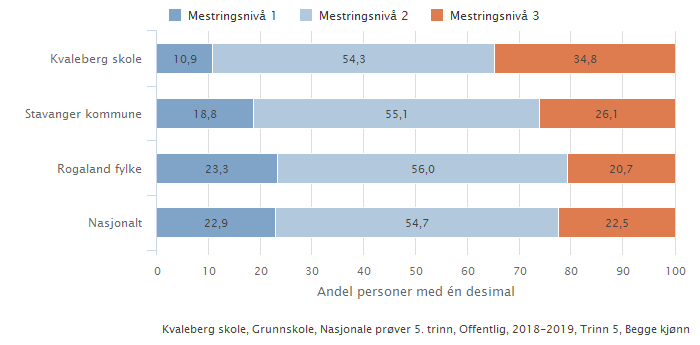 Mestringsnivå 1 Mestringsnivå 2 Mestringsnivå 3
Kvaleberg skole 10,9 54,3 34,8
Stavanger kommune 18,8 55,1 26,1
Rogaland fylke 23,3 56,0 20,7
Nasjonalt 22,9 54,7 22,5
0 10 20 30 40 50 60 70 80 90 100
Andel personer med én desimal
Kvaleberg skole, Grunnskole, Nasjonale prøver 5. trinn, Offentlig, 2018-2019, Trinn 5, Begge kjønn